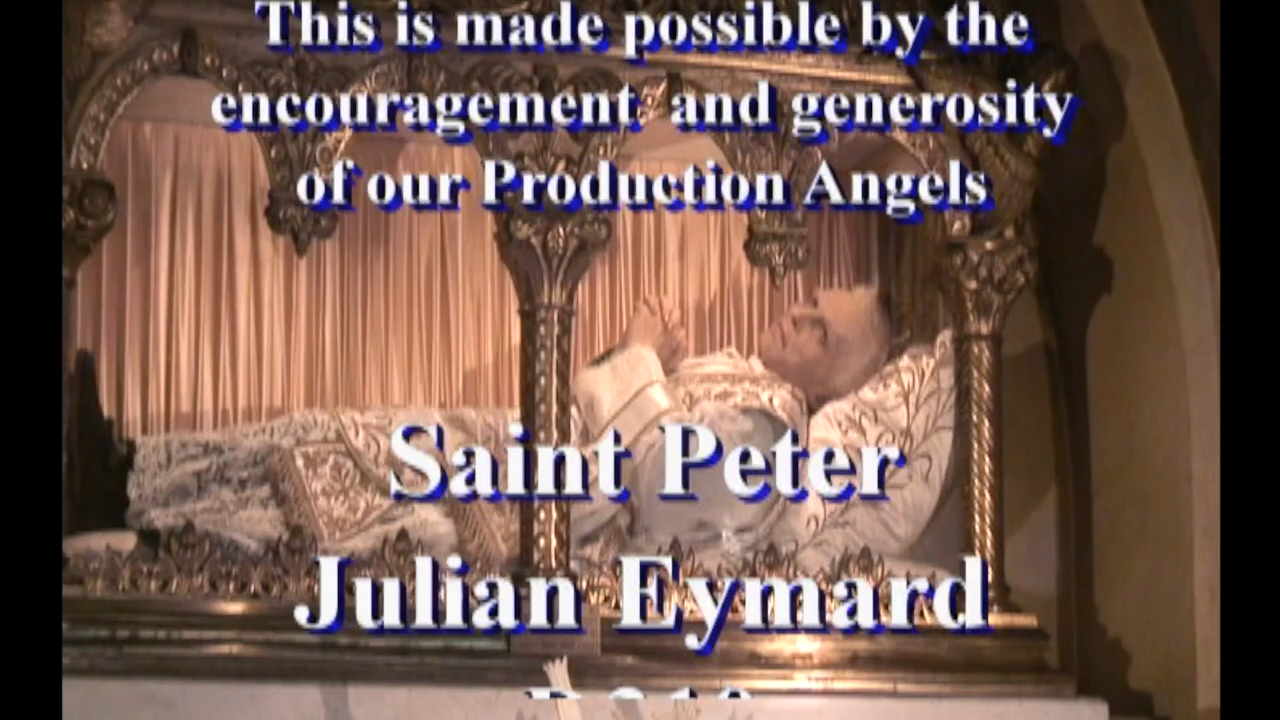 This is made possible by the
encouragement and generosity
of our Production Angels
Saint Peter
Julian Eymard